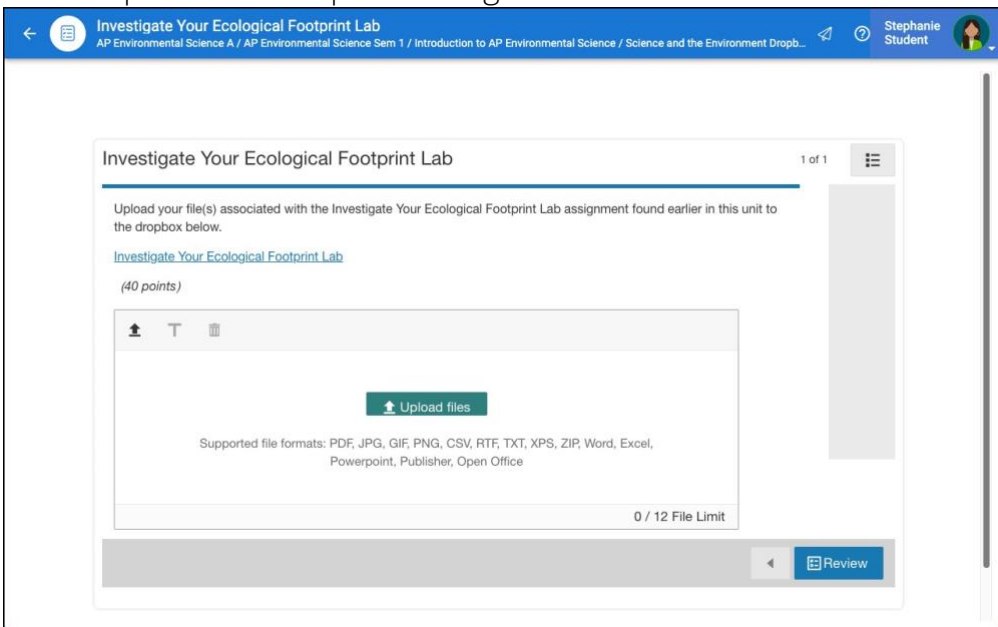 Investigate Your Ecological Footprint Lab
AP Environmental Science A / AP Environmental Science Sem 1 / Introduction to AP Environmental Science / Science and the Environment Dropb...
Stephanie
Student
Investigate Your Ecological Footprint Lab
1 of 1
Upload your file(s) associated with the Investigate Your Ecological Footprint Lab assignment found earlier in this unit to
the dropbox below.
Investigate Your Ecological Footprint Lab
(40 points)
Upload files
Supported file formats: PDF, JPG, GIF, PNG, CSV, RTF, TXT, XPS, ZIP, Word, Excel,
Powerpoint, Publisher, Open Office
0 / 12 File Limit
Review